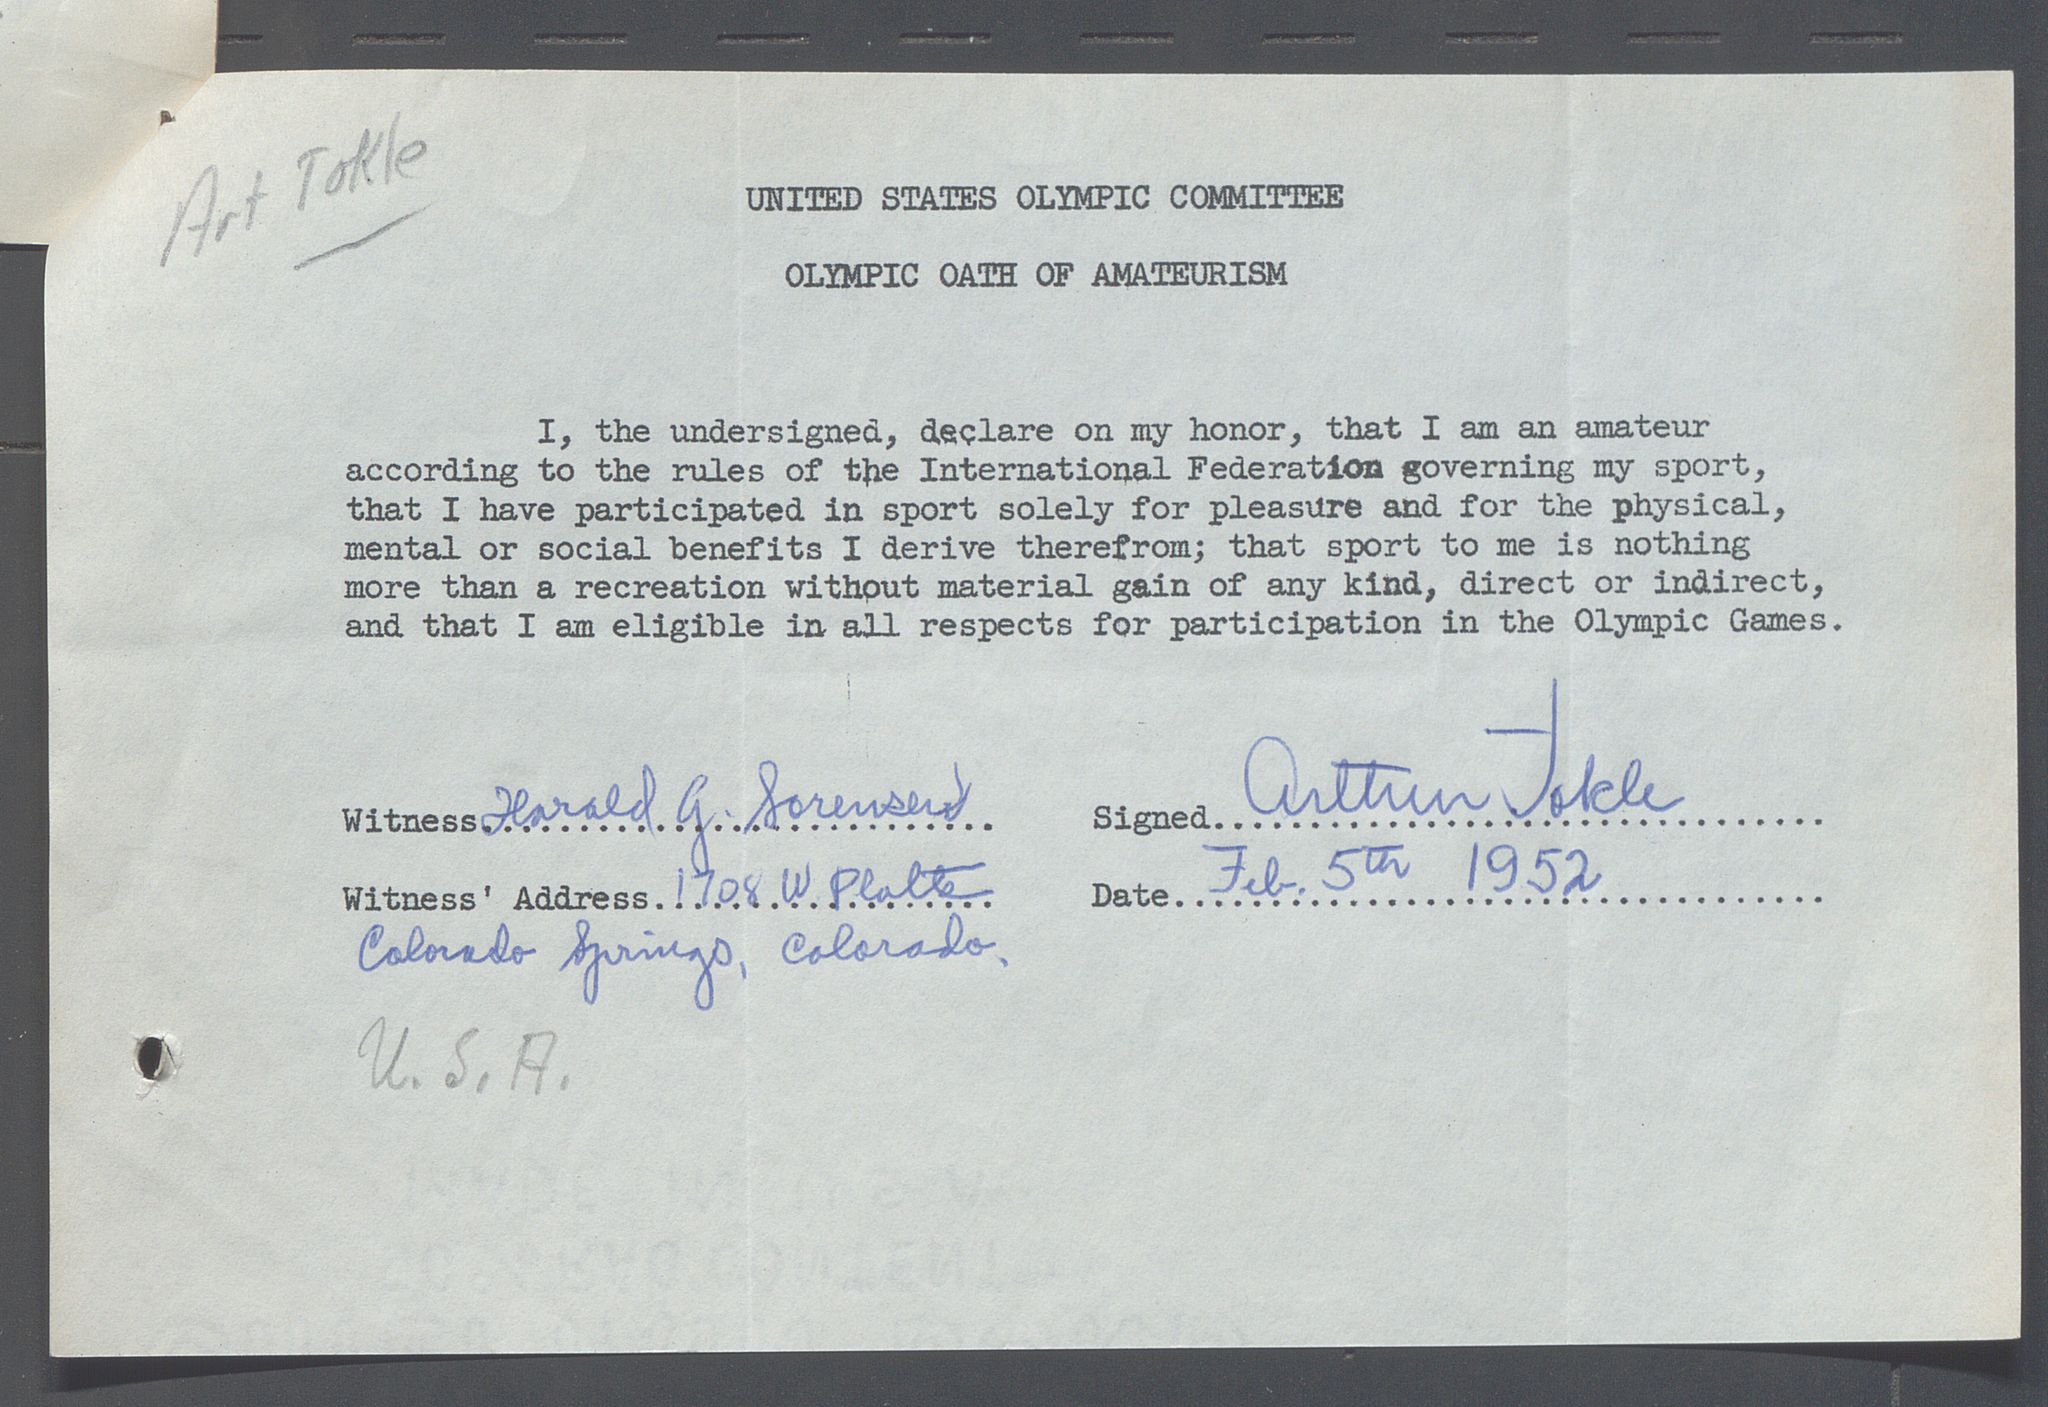 Art Tokle
UNITED STATES OLYMPIC COMMITTEE
OLYMPIC OATH OF AMATEURISM
I, the undersigned, declare on my honor, that I am an amateur
according to the rules of the International Federation governing my sport,
that I have participated in sport solely for pleasure and for the physical,
mental or social benefits I derive therefrom; that sport to me is nothing
more than a recreation without material gain of any kind, direct or indirect,
and that I am eligible in all respects for participation in the Olympic Games.
Witness Harald G. Sorensen
Signed Arthur Tokle
Witness' Address 1708 W. Platte
Date Feb. 5th 1952
Colorado Springs, Colorado.
U.S.A.